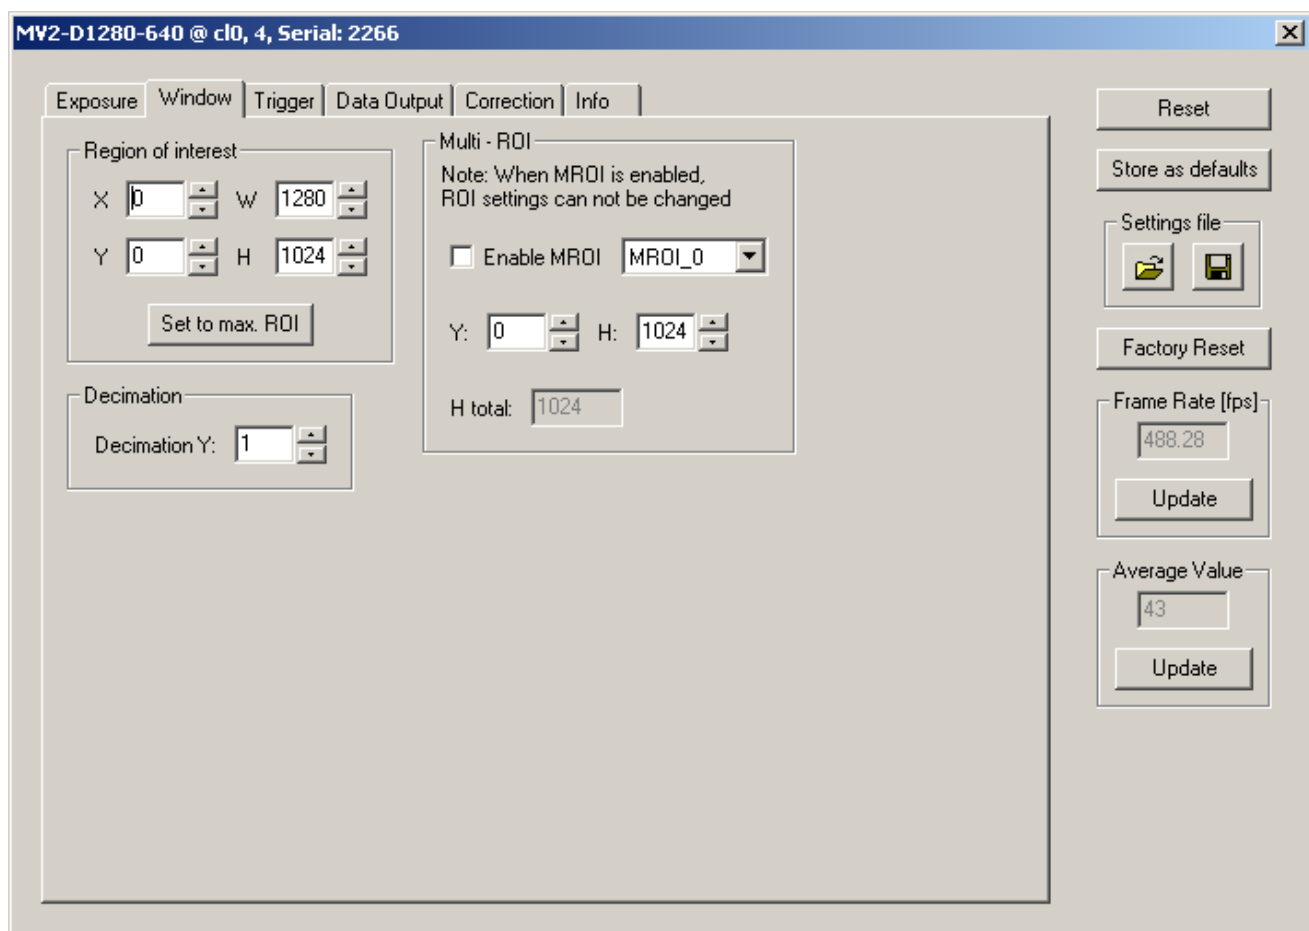 MV2-D1280-640 @ cl0, 4, Serial: 2266
Exposure Window Trigger Data Output Correction Info
Region of interest
X 0 W 1280
Y 0 H 1024
Set to max. ROI
Decimation
Decimation Y: 1
Multi - ROI
Note: When MROI is enabled,
ROI settings can not be changed
Enable MROI MROI_0
Y: 0 H: 1024
H total: 1024
Reset
Store as defaults
Settings file
Factory Reset
Frame Rate [fps]
488.28
Update
Average Value
43
Update